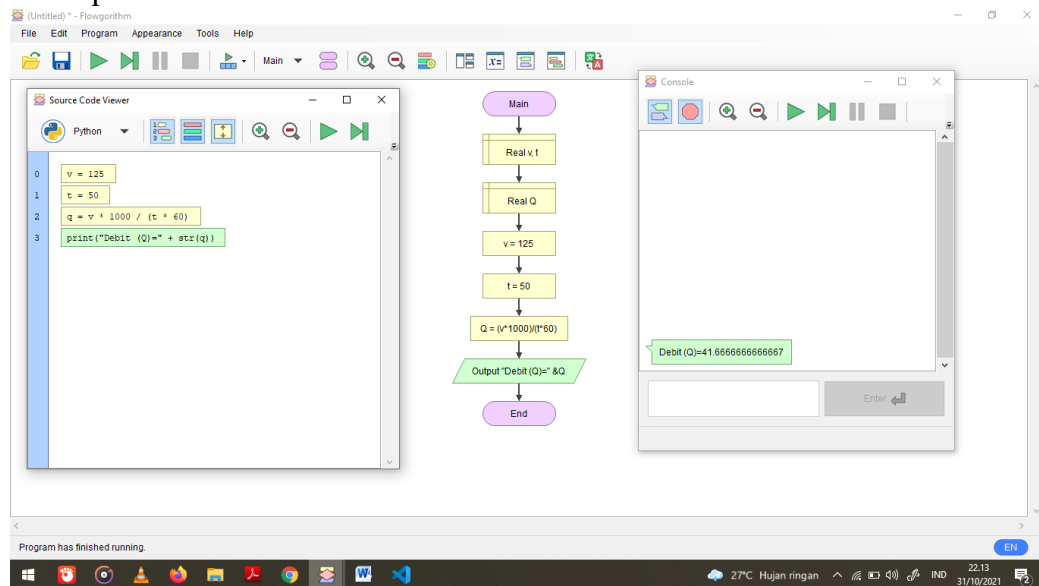 (Untitled) * - Flowgorithm
File Edit Program Appearance Tools Help
Main
Source Code Viewer
Python
0 v = 125
1 t = 50
2 q = v * 1000 / (t * 60)
3 print("Debit (Q)=" + str(q))
Main
Real v, t
Real Q
v = 125
t = 50
Q = (v*1000)/(t*60)
Output "Debit (Q)=" &Q
End
Console
Debit (Q)=41.6666666666667
Enter
Program has finished running.
EN
27°C Hujan ringan
IND
22.13
31/10/2021
2